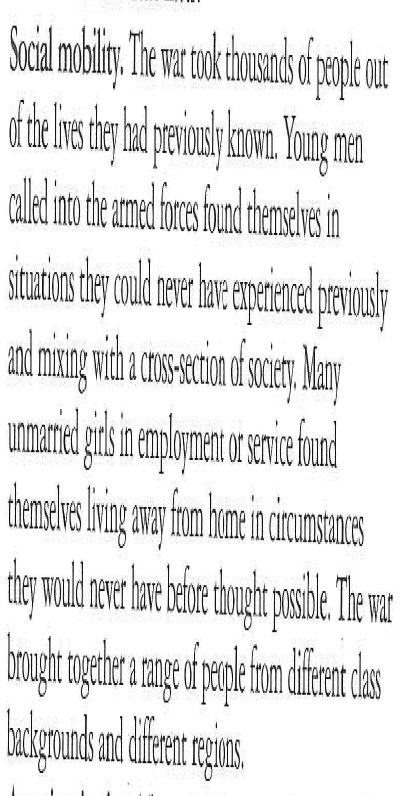 Social mobility. The war took thousands of people out
of the lives they had previously known. Young men
called into the armed forces found themselves in
situations they could never have experienced previously
and mixing with a cross-section of society. Many
unmarried girls in employment or service found
themselves living away from home in circumstances
they would never have before thought possible. The war
brought together a range of people from different class
backgrounds and different regions.